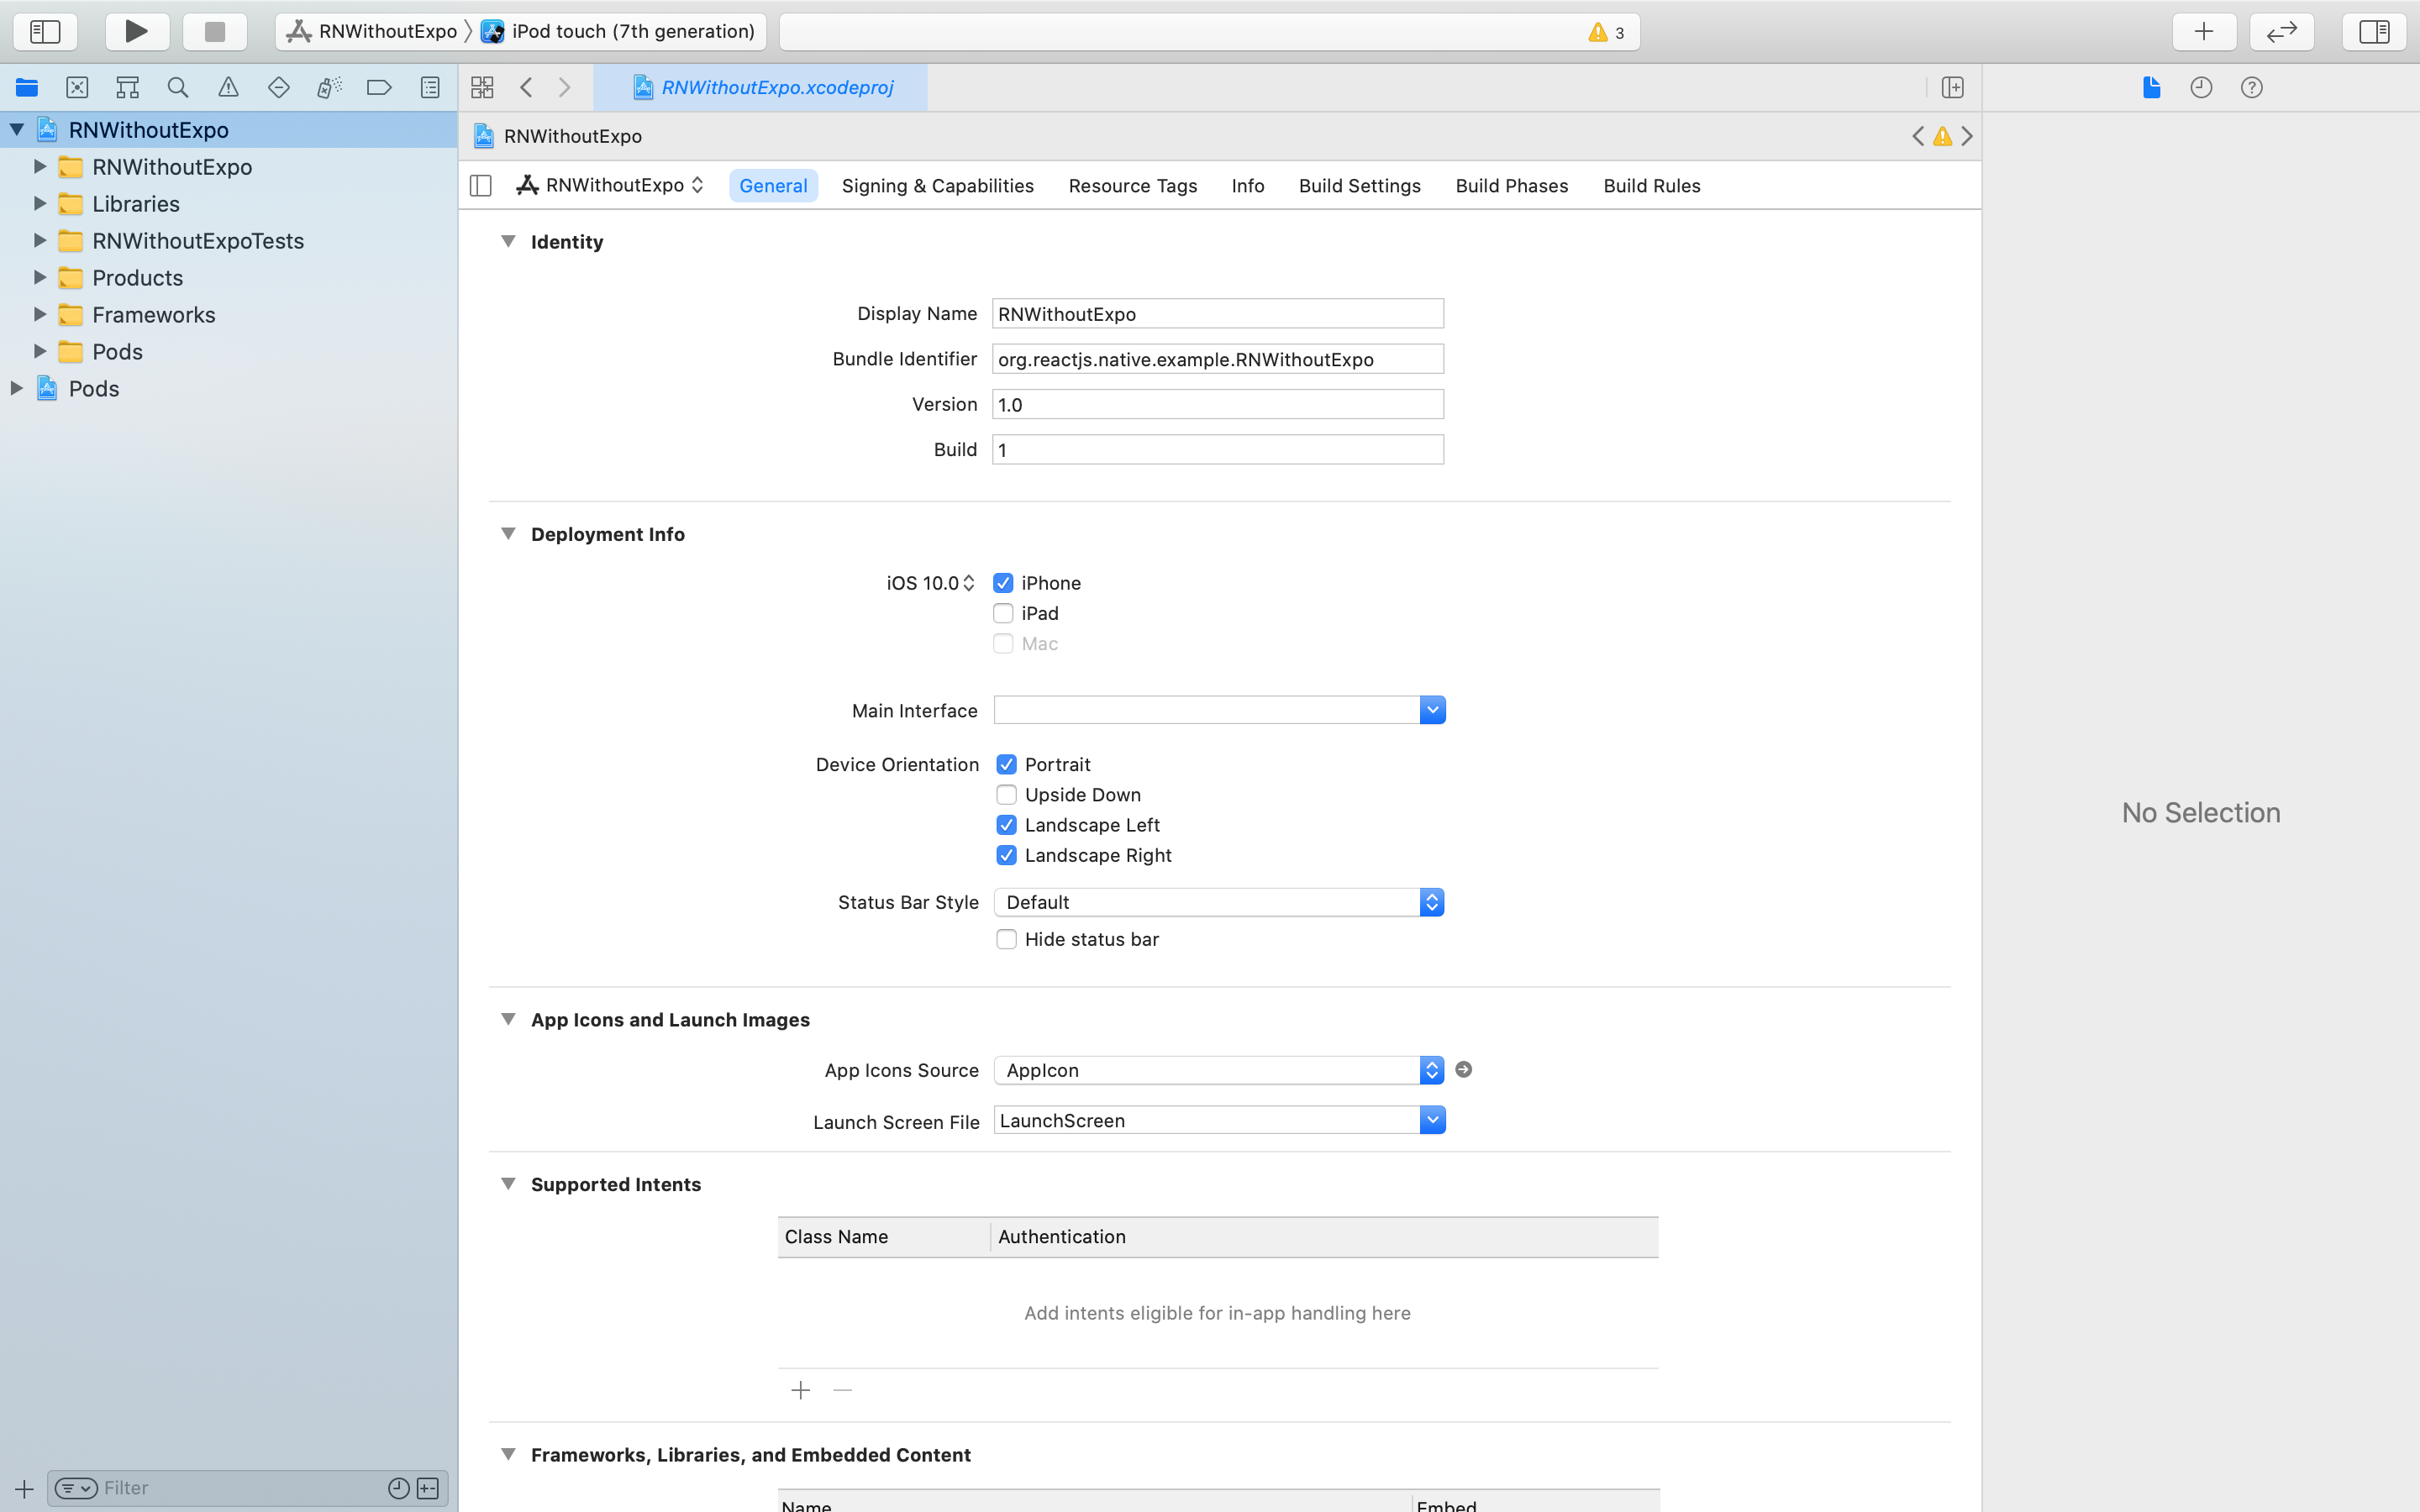 RNWithoutExpo
iPod touch (7th generation)
3
RNWithoutExpo.xcodeproj
RNWithoutExpo
RNWithoutExpo
Libraries
RNWithoutExpoTests
Products
Frameworks
Pods
Pods
Filter
RNWithoutExpo
RNWithoutExpo General Signing & Capabilities Resource Tags Info Build Settings Build Phases Build Rules
Identity
Display Name RNWithoutExpo
Bundle Identifier org.reactjs.native.example.RNWithoutExpo
Version 1.0
Build 1
Deployment Info
iOS 10.0 iPhone
iPad
Mac
Main Interface
Device Orientation Portrait
Upside Down
Landscape Left
Landscape Right
Status Bar Style Default
Hide status bar
App Icons and Launch Images
App Icons Source AppIcon
Launch Screen File LaunchScreen
Supported Intents
Class Name Authentication
Add intents eligible for in-app handling here
Frameworks, Libraries, and Embedded Content
Name Embed
No Selection